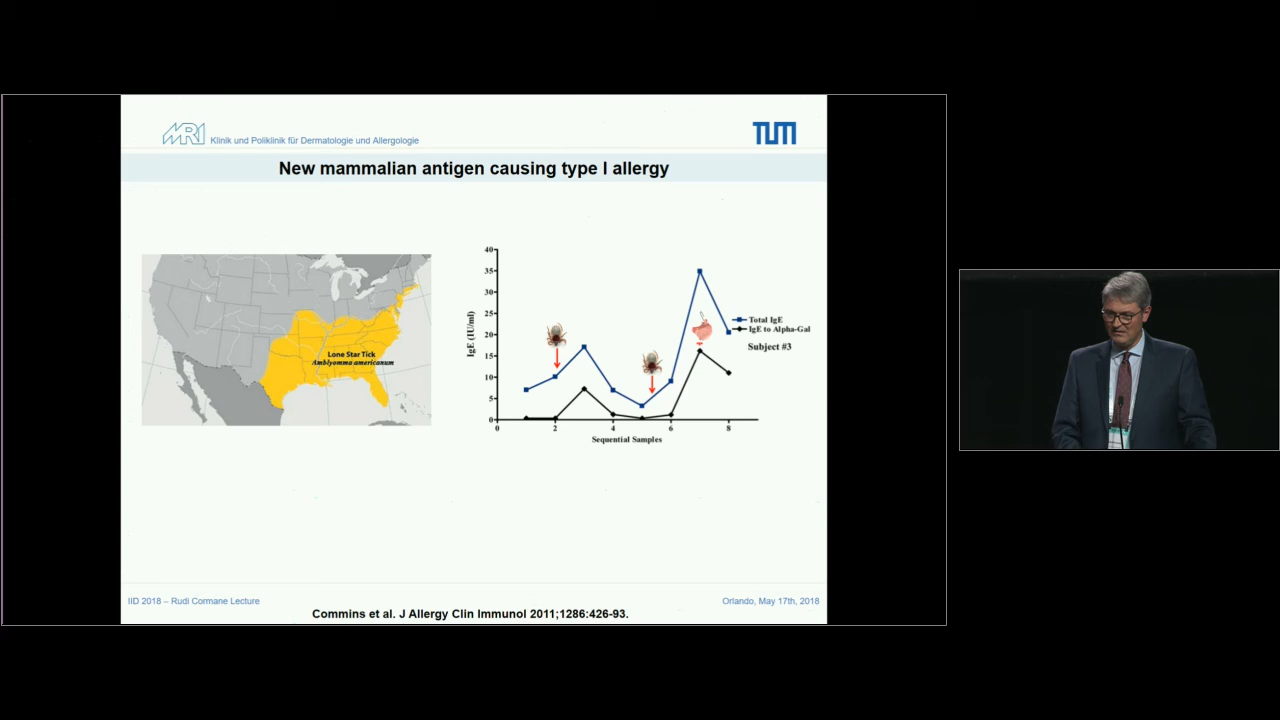 MRI Klinik und Poliklinik für Dermatologie und Allergologie
TUM
New mammalian antigen causing type I allergy
Lone Star Tick
Amblyomma americanum
40
35
30
25
20
15
10
5
0
IgE (IU/ml)
0 2 4 6 8
Sequential Samples
Total IgE
IgE to Alpha-Gal
Subject #3
IID 2018 – Rudi Cormane Lecture
Orlando, May 17th, 2018
Commins et al. J Allergy Clin Immunol 2011;1286:426-93.